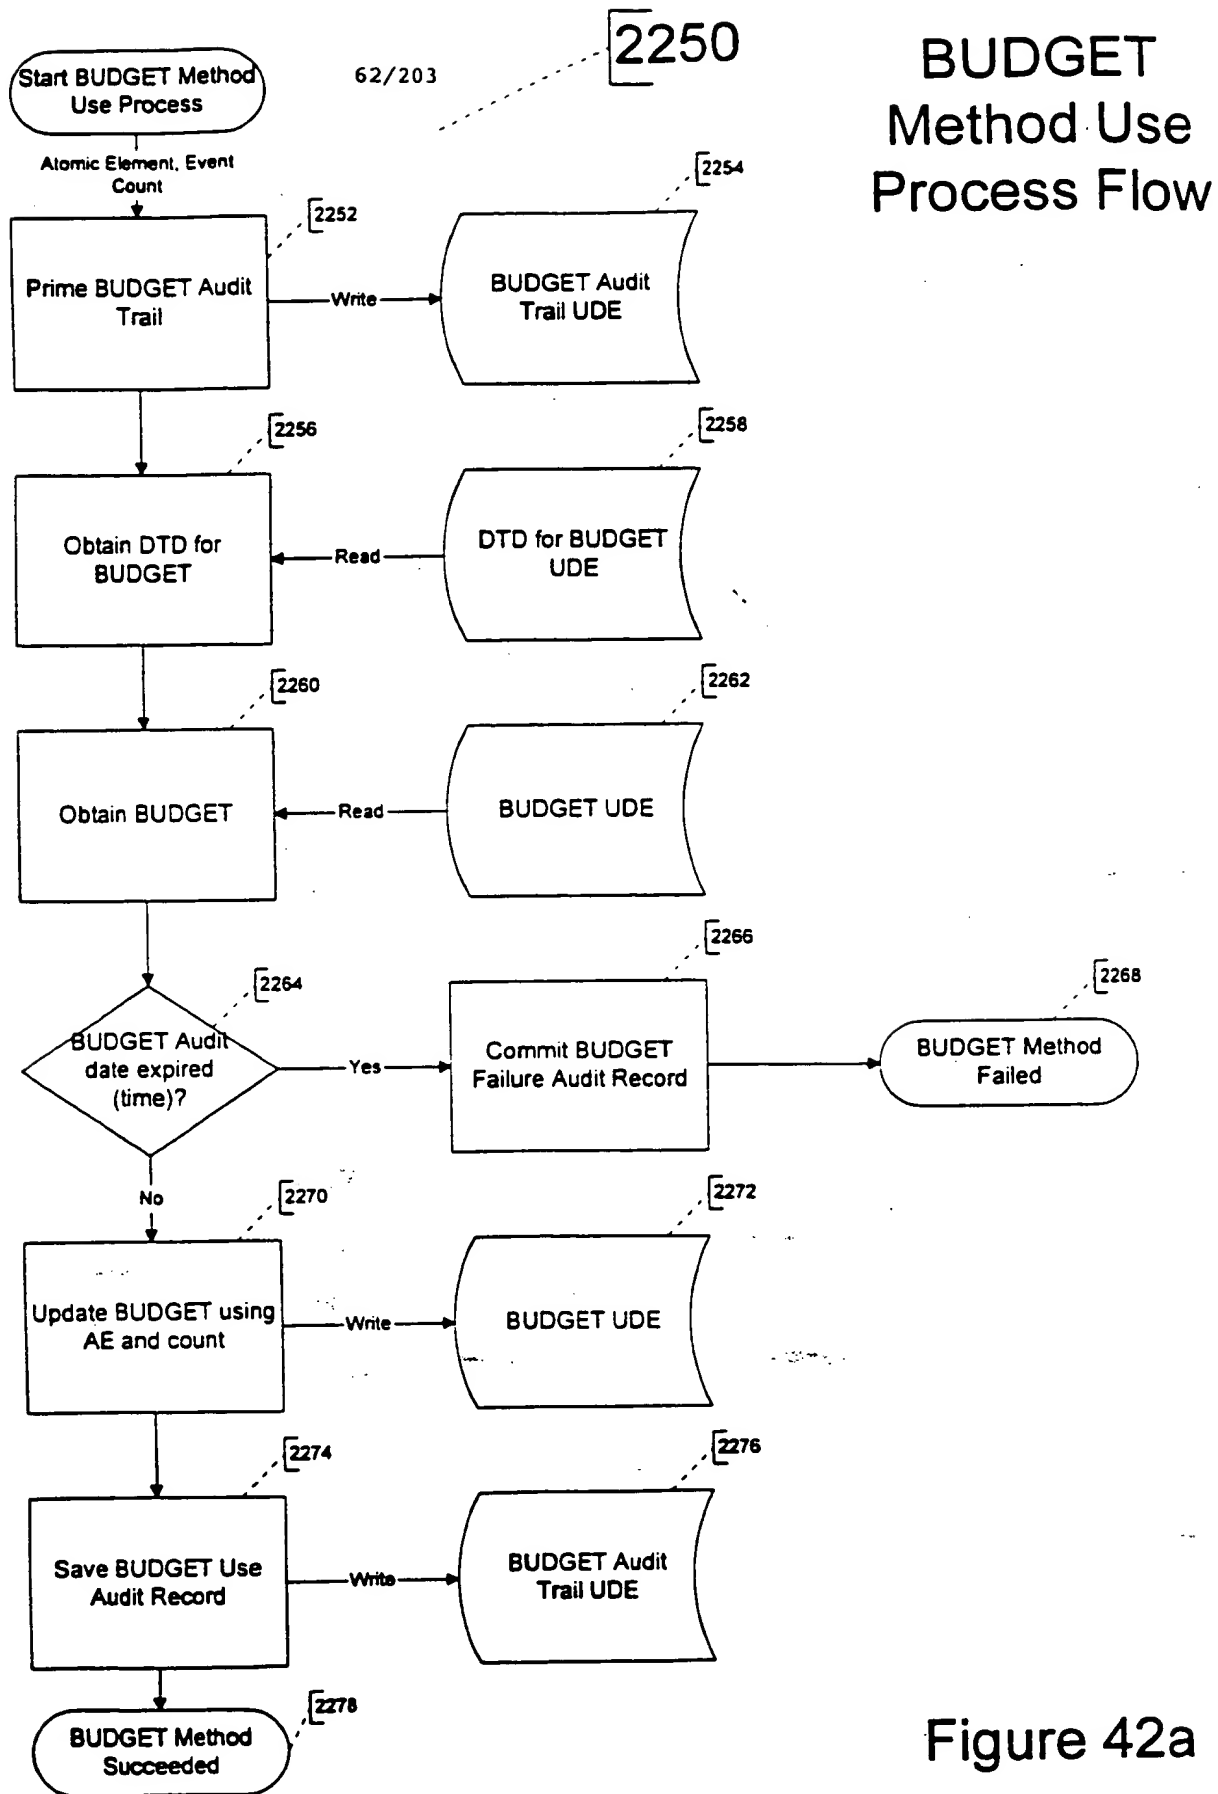 2250
BUDGET
Method Use
Process Flow
62/203
Start BUDGET Method
Use Process
Atomic Element, Event
Count
2252
2254
Prime BUDGET Audit
Trail
Write
BUDGET Audit
Trail UDE
2256
2258
Obtain DTD for
BUDGET
Read
DTD for BUDGET
UDE
2260
2262
Obtain BUDGET
Read
BUDGET UDE
2264
2266
2268
BUDGET Audit
date expired
(time)?
Yes
Commit BUDGET
Failure Audit Record
BUDGET Method
Failed
No
2270
2272
Update BUDGET using
AE and count
Write
BUDGET UDE
2274
2276
Save BUDGET Use
Audit Record
Write
BUDGET Audit
Trail UDE
2278
BUDGET Method
Succeeded
Figure 42a